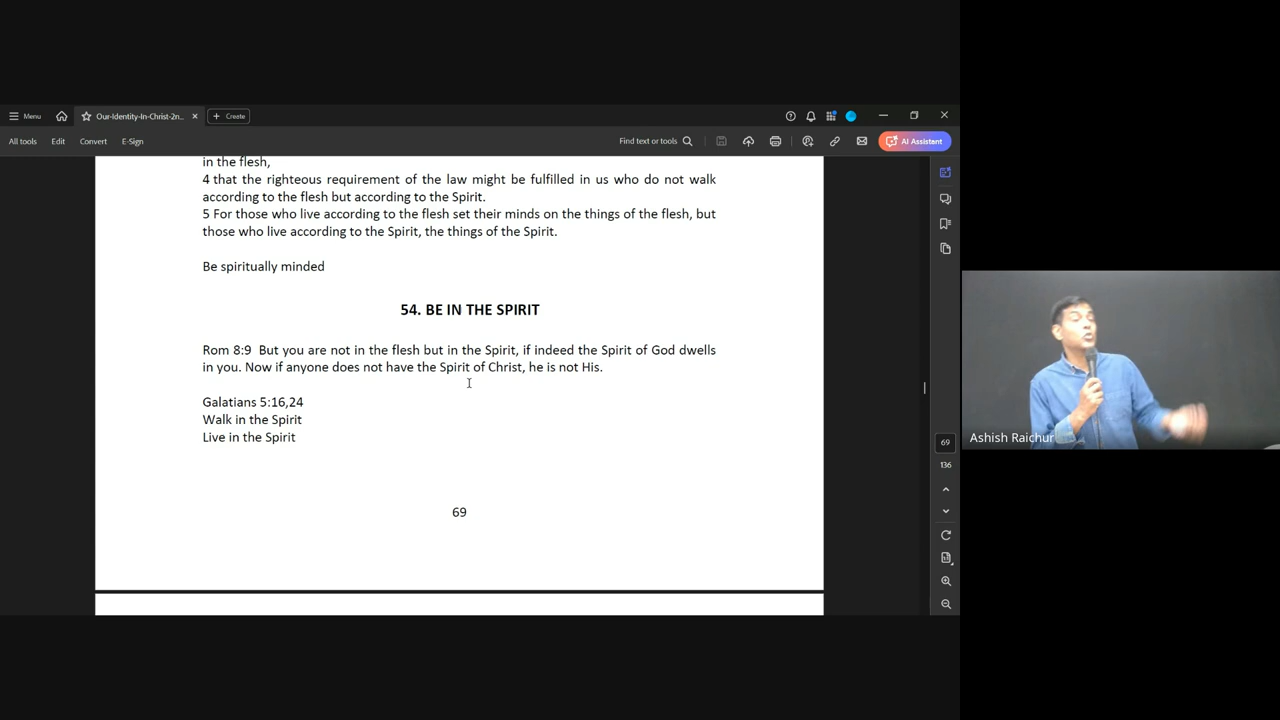 Menu
Our-Identity-In-Christ-2n...
Create
All tools
Edit
Convert
E-Sign
Find text or tools
AI Assistant
in the flesh,
4 that the righteous requirement of the law might be fulfilled in us who do not walk
according to the flesh but according to the Spirit.
5 For those who live according to the flesh set their minds on the things of the flesh, but
those who live according to the Spirit, the things of the Spirit.
Be spiritually minded
54. BE IN THE SPIRIT
Rom 8:9 But you are not in the flesh but in the Spirit, if indeed the Spirit of God dwells
in you. Now if anyone does not have the Spirit of Christ, he is not His.
Galatians 5:16,24
Walk in the Spirit
Live in the Spirit
69
69
136
Ashish Raichur